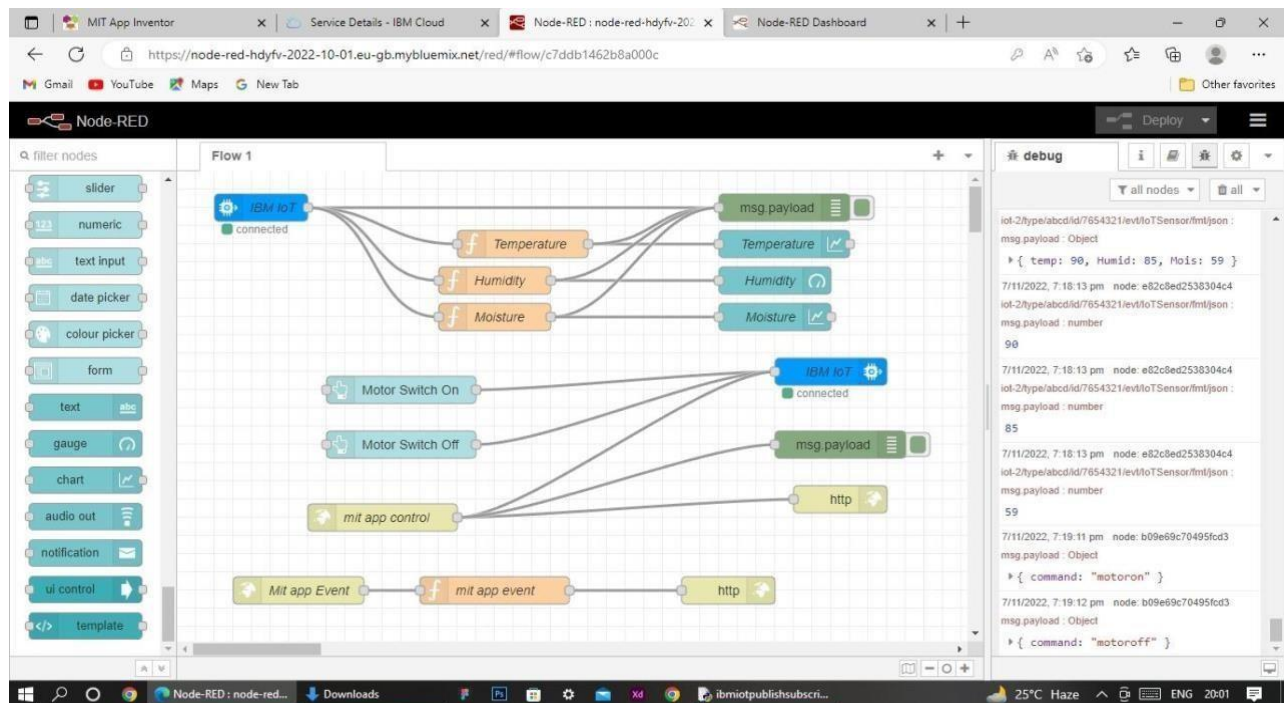 MIT App Inventor
Service Details - IBM Cloud
Node-RED : node-red-hdyfv-202
Node-RED Dashboard
https://node-red-hdyfv-2022-10-01.eu-gb.mybluemix.net/red/#flow/c7ddb1462b8a000c
Gmail YouTube Maps New Tab Other favorites
Node-RED Deploy
filter nodes
slider
numeric
text input
date picker
colour picker
form
text
gauge
chart
audio out
notification
ui control
template
Flow 1
IBM IoT
connected
Temperature
Humidity
Moisture
msg.payload
Temperature
Humidity
Moisture
Motor Switch On
Motor Switch Off
mit app control
IBM IoT
connected
msg.payload
http
Mit app Event
mit app event
http
debug
all nodes all
iot-2/type/abcd/id/7654321/evt/IoTSensor/fmt/json :
msg.payload : Object
{ temp: 90, Humid: 85, Mois: 59 }
7/11/2022, 7:18:13 pm node: e82c8ed2538304c4
iot-2/type/abcd/id/7654321/evt/IoTSensor/fmt/json :
msg.payload : number
90
7/11/2022, 7:18:13 pm node: e82c8ed2538304c4
iot-2/type/abcd/id/7654321/evt/IoTSensor/fmt/json :
msg.payload : number
85
7/11/2022, 7:18:13 pm node: e82c8ed2538304c4
iot-2/type/abcd/id/7654321/evt/IoTSensor/fmt/json :
msg.payload : number
59
7/11/2022, 7:19:11 pm node: b09e69c70495fcd3
msg.payload : Object
{ command: "motoron" }
7/11/2022, 7:19:12 pm node: b09e69c70495fcd3
msg.payload : Object
{ command: "motoroff" }
Node-RED : node-red... Downloads ibmiotpublishsubscri... 25°C Haze ENG 20:01